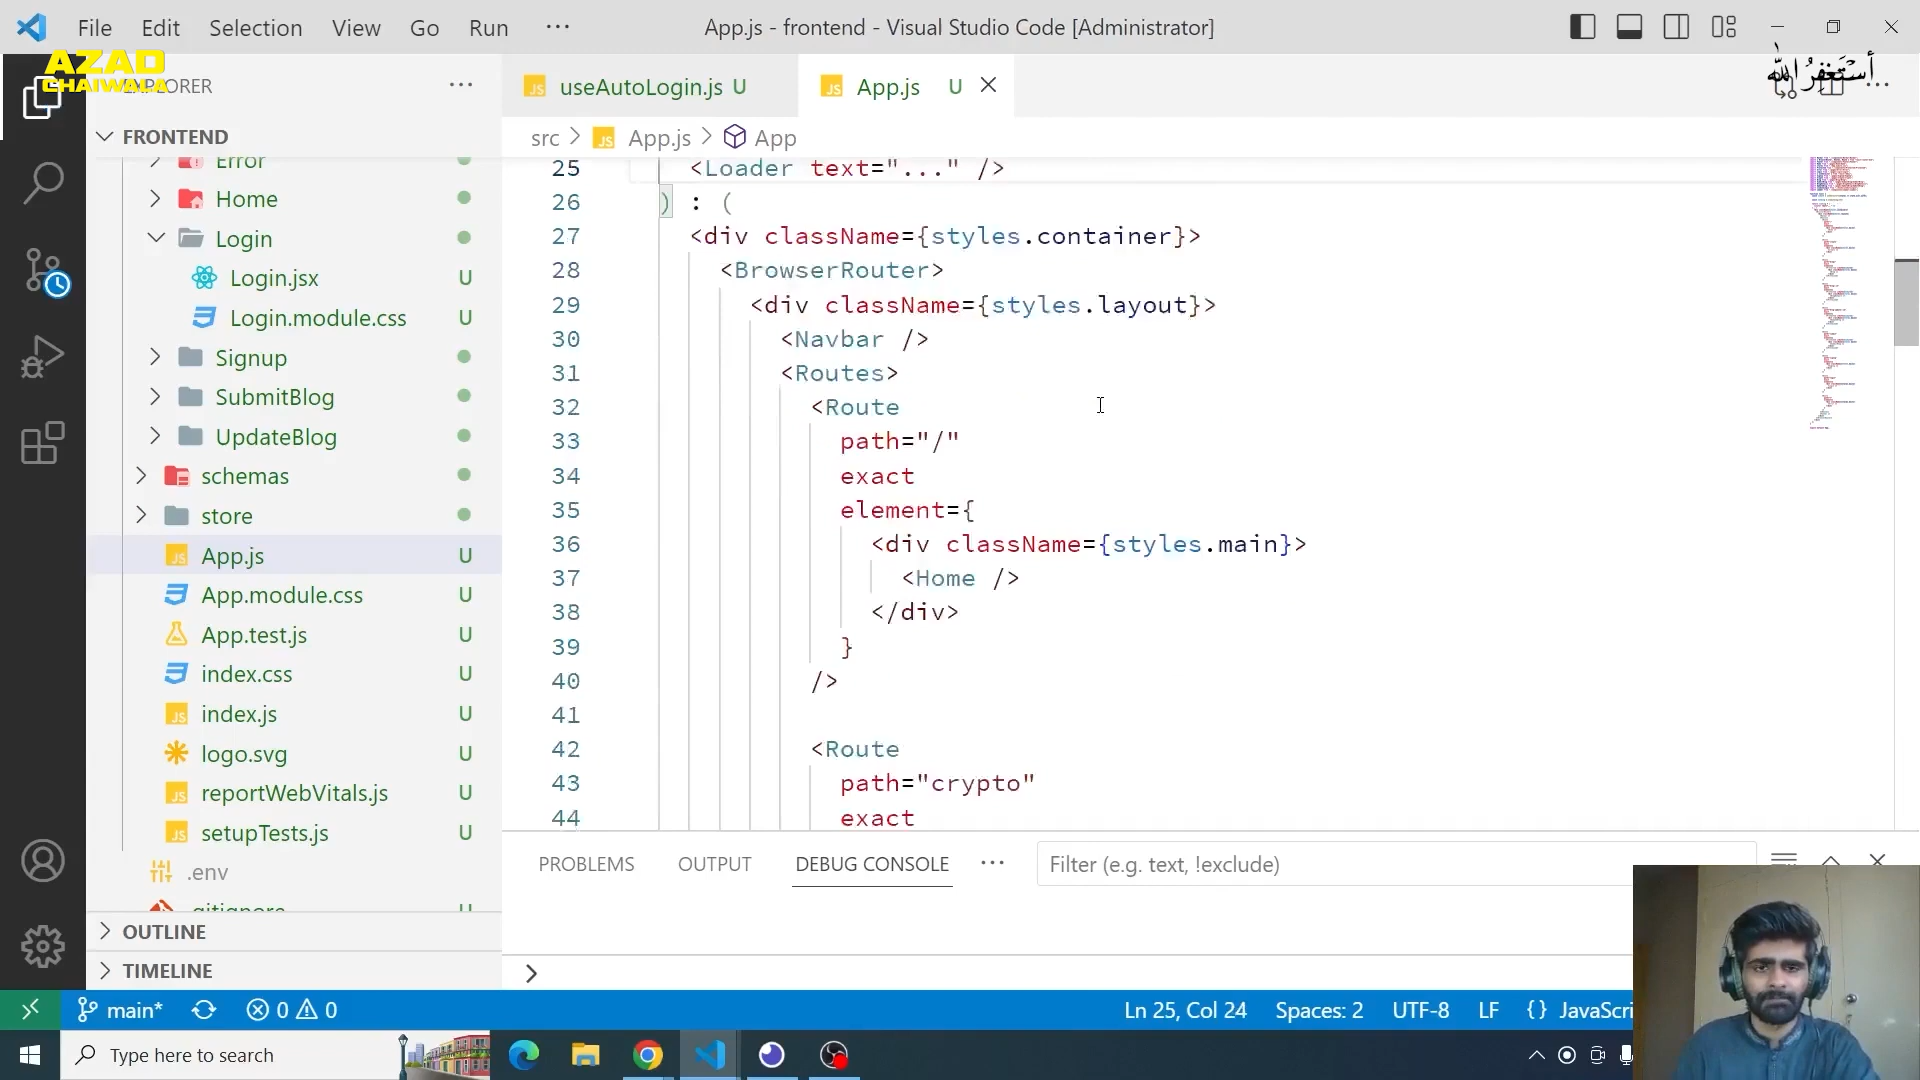 File Edit Selection View Go Run ··· App.js - frontend - Visual Studio Code [Administrator]
AZAD
CHAIWALA
EXPLORER ···
useAutoLogin.js U
App.js U
أستغفر الله
FRONTEND
src > App.js > App
Error
Home
Login
Login.jsx U
Login.module.css U
Signup
SubmitBlog
UpdateBlog
schemas
store
App.js U
App.module.css U
App.test.js U
index.css U
index.js U
logo.svg U
reportWebVitals.js U
setupTests.js U
.env
.gitignore U
OUTLINE
TIMELINE
25 <Loader text="..." />
26 ) : (
27 <div className={styles.container}>
28 <BrowserRouter>
29 <div className={styles.layout}>
30 <Navbar />
31 <Routes>
32 <Route
33 path="/"
34 exact
35 element={
36 <div className={styles.main}>
37 <Home />
38 </div>
39 }
40 />
41
42 <Route
43 path="crypto"
44 exact
PROBLEMS OUTPUT DEBUG CONSOLE ··· Filter (e.g. text, !exclude)
>
main* 0 0 Ln 25, Col 24 Spaces: 2 UTF-8 LF {} JavaScri
Type here to search